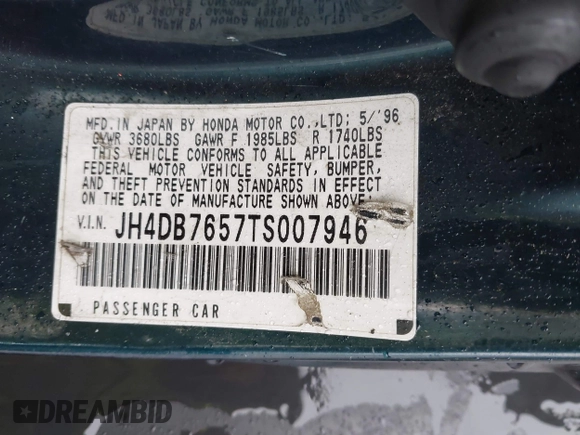 MFD. IN JAPAN BY HONDA MOTOR CO.,LTD; 5/'96
GVWR 3680LBS GAWR F 1985LBS R 1740LBS
THIS VEHICLE CONFORMS TO ALL APPLICABLE
FEDERAL MOTOR VEHICLE SAFETY, BUMPER,
AND THEFT PREVENTION STANDARDS IN EFFECT
ON THE DATE OF MANUFACTURE SHOWN ABOVE.
V.I.N. JH4DB7657TS007946
PASSENGER CAR
DREAMBID